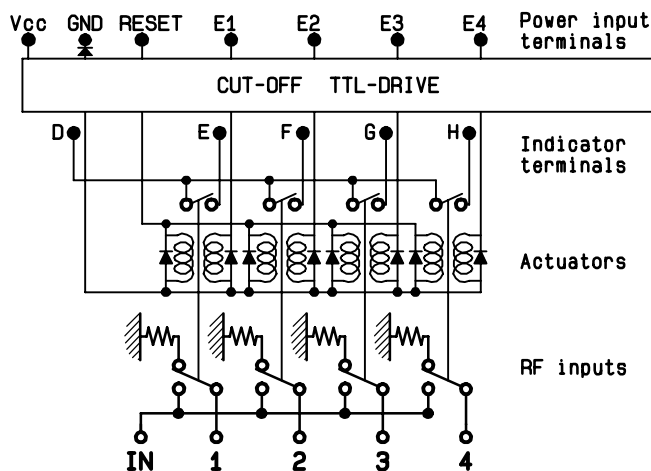 Vcc GND RESET E1 E2 E3 E4 Power input
terminals
CUT-OFF TTL-DRIVE
D E F G H Indicator
terminals
Actuators
RF inputs
IN 1 2 3 4